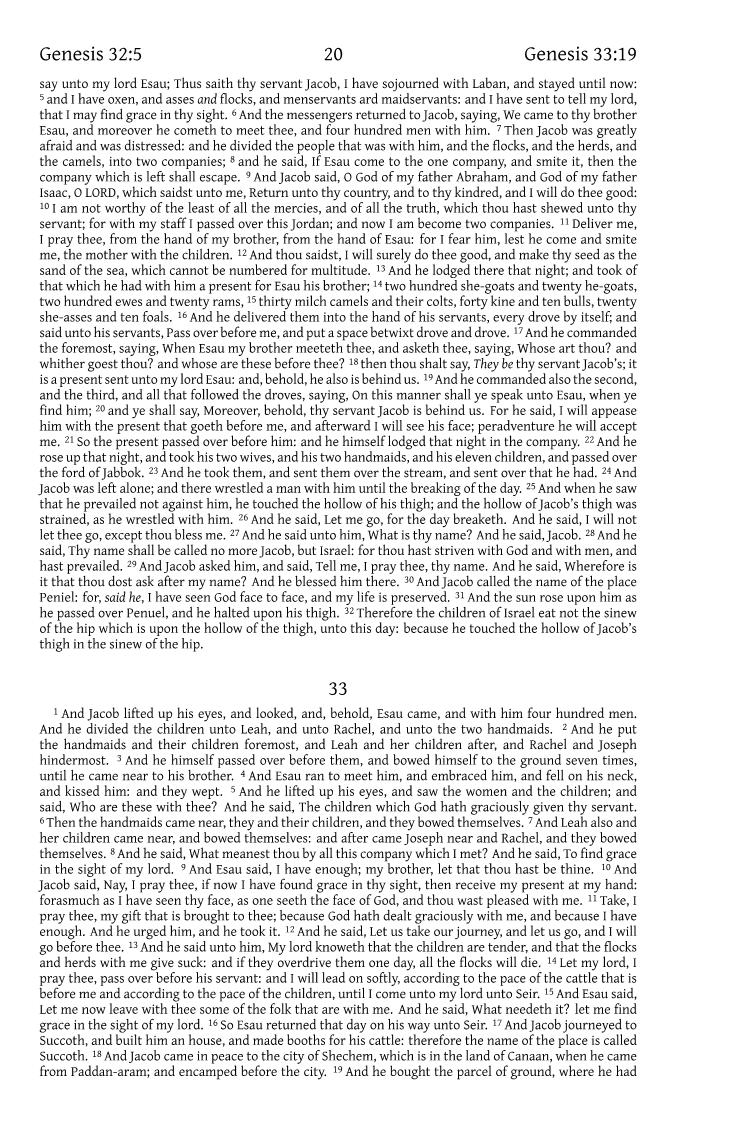 Genesis 32:5 20 Genesis 33:19
say unto my lord Esau; Thus saith thy servant Jacob, I have sojourned with Laban, and stayed until now:
⁵ and I have oxen, and asses and flocks, and menservants ard maidservants: and I have sent to tell my lord,
that I may find grace in thy sight. ⁶ And the messengers returned to Jacob, saying, We came to thy brother
Esau, and moreover he cometh to meet thee, and four hundred men with him. ⁷ Then Jacob was greatly
afraid and was distressed: and he divided the people that was with him, and the flocks, and the herds, and
the camels, into two companies; ⁸ and he said, If Esau come to the one company, and smite it, then the
company which is left shall escape. ⁹ And Jacob said, O God of my father Abraham, and God of my father
Isaac, O LORD, which saidst unto me, Return unto thy country, and to thy kindred, and I will do thee good:
¹⁰ I am not worthy of the least of all the mercies, and of all the truth, which thou hast shewed unto thy
servant; for with my staff I passed over this Jordan; and now I am become two companies. ¹¹ Deliver me,
I pray thee, from the hand of my brother, from the hand of Esau: for I fear him, lest he come and smite
me, the mother with the children. ¹² And thou saidst, I will surely do thee good, and make thy seed as the
sand of the sea, which cannot be numbered for multitude. ¹³ And he lodged there that night; and took of
that which he had with him a present for Esau his brother; ¹⁴ two hundred she-goats and twenty he-goats,
two hundred ewes and twenty rams, ¹⁵ thirty milch camels and their colts, forty kine and ten bulls, twenty
she-asses and ten foals. ¹⁶ And he delivered them into the hand of his servants, every drove by itself; and
said unto his servants, Pass over before me, and put a space betwixt drove and drove. ¹⁷ And he commanded
the foremost, saying, When Esau my brother meeteth thee, and asketh thee, saying, Whose art thou? and
whither goest thou? and whose are these before thee? ¹⁸ then thou shalt say, They be thy servant Jacob's; it
is a present sent unto my lord Esau: and, behold, he also is behind us. ¹⁹ And he commanded also the second,
and the third, and all that followed the droves, saying, On this manner shall ye speak unto Esau, when ye
find him; ²⁰ and ye shall say, Moreover, behold, thy servant Jacob is behind us. For he said, I will appease
him with the present that goeth before me, and afterward I will see his face; peradventure he will accept
me. ²¹ So the present passed over before him: and he himself lodged that night in the company. ²² And he
rose up that night, and took his two wives, and his two handmaids, and his eleven children, and passed over
the ford of Jabbok. ²³ And he took them, and sent them over the stream, and sent over that he had. ²⁴ And
Jacob was left alone; and there wrestled a man with him until the breaking of the day. ²⁵ And when he saw
that he prevailed not against him, he touched the hollow of his thigh; and the hollow of Jacob's thigh was
strained, as he wrestled with him. ²⁶ And he said, Let me go, for the day breaketh. And he said, I will not
let thee go, except thou bless me. ²⁷ And he said unto him, What is thy name? And he said, Jacob. ²⁸ And he
said, Thy name shall be called no more Jacob, but Israel: for thou hast striven with God and with men, and
hast prevailed. ²⁹ And Jacob asked him, and said, Tell me, I pray thee, thy name. And he said, Wherefore is
it that thou dost ask after my name? And he blessed him there. ³⁰ And Jacob called the name of the place
Peniel: for, said he, I have seen God face to face, and my life is preserved. ³¹ And the sun rose upon him as
he passed over Penuel, and he halted upon his thigh. ³² Therefore the children of Israel eat not the sinew
of the hip which is upon the hollow of the thigh, unto this day: because he touched the hollow of Jacob's
thigh in the sinew of the hip.
33
¹ And Jacob lifted up his eyes, and looked, and, behold, Esau came, and with him four hundred men.
And he divided the children unto Leah, and unto Rachel, and unto the two handmaids. ² And he put
the handmaids and their children foremost, and Leah and her children after, and Rachel and Joseph
hindermost. ³ And he himself passed over before them, and bowed himself to the ground seven times,
until he came near to his brother. ⁴ And Esau ran to meet him, and embraced him, and fell on his neck,
and kissed him: and they wept. ⁵ And he lifted up his eyes, and saw the women and the children; and
said, Who are these with thee? And he said, The children which God hath graciously given thy servant.
⁶ Then the handmaids came near, they and their children, and they bowed themselves. ⁷ And Leah also and
her children came near, and bowed themselves: and after came Joseph near and Rachel, and they bowed
themselves. ⁸ And he said, What meanest thou by all this company which I met? And he said, To find grace
in the sight of my lord. ⁹ And Esau said, I have enough; my brother, let that thou hast be thine. ¹⁰ And
Jacob said, Nay, I pray thee, if now I have found grace in thy sight, then receive my present at my hand:
forasmuch as I have seen thy face, as one seeth the face of God, and thou wast pleased with me. ¹¹ Take, I
pray thee, my gift that is brought to thee; because God hath dealt graciously with me, and because I have
enough. And he urged him, and he took it. ¹² And he said, Let us take our journey, and let us go, and I will
go before thee. ¹³ And he said unto him, My lord knoweth that the children are tender, and that the flocks
and herds with me give suck: and if they overdrive them one day, all the flocks will die. ¹⁴ Let my lord, I
pray thee, pass over before his servant: and I will lead on softly, according to the pace of the cattle that is
before me and according to the pace of the children, until I come unto my lord unto Seir. ¹⁵ And Esau said,
Let me now leave with thee some of the folk that are with me. And he said, What needeth it? let me find
grace in the sight of my lord. ¹⁶ So Esau returned that day on his way unto Seir. ¹⁷ And Jacob journeyed to
Succoth, and built him an house, and made booths for his cattle: therefore the name of the place is called
Succoth. ¹⁸ And Jacob came in peace to the city of Shechem, which is in the land of Canaan, when he came
from Paddan-aram; and encamped before the city. ¹⁹ And he bought the parcel of ground, where he had